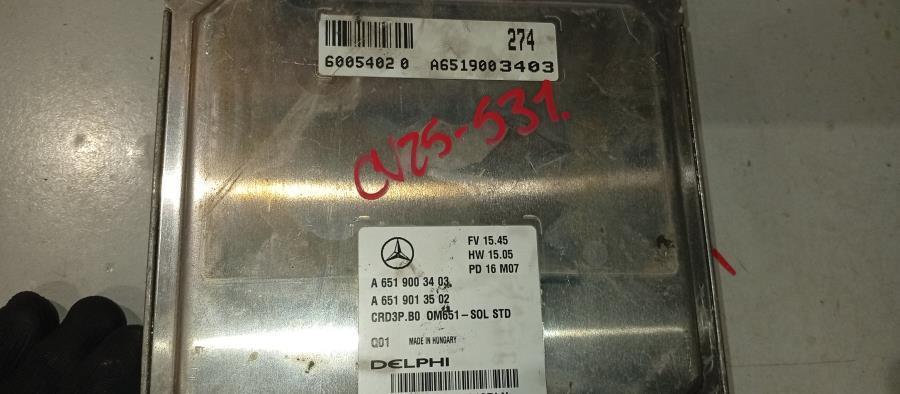 274
60054020 A6519003403
CV25-531.
FV 15.45
HW 15.05
PD 16 M07
A 651 900 34 03
A 651 901 35 02
CRD3P.B0 OM651-SOL STD
Q01 MADE IN HUNGARY
DELPHI